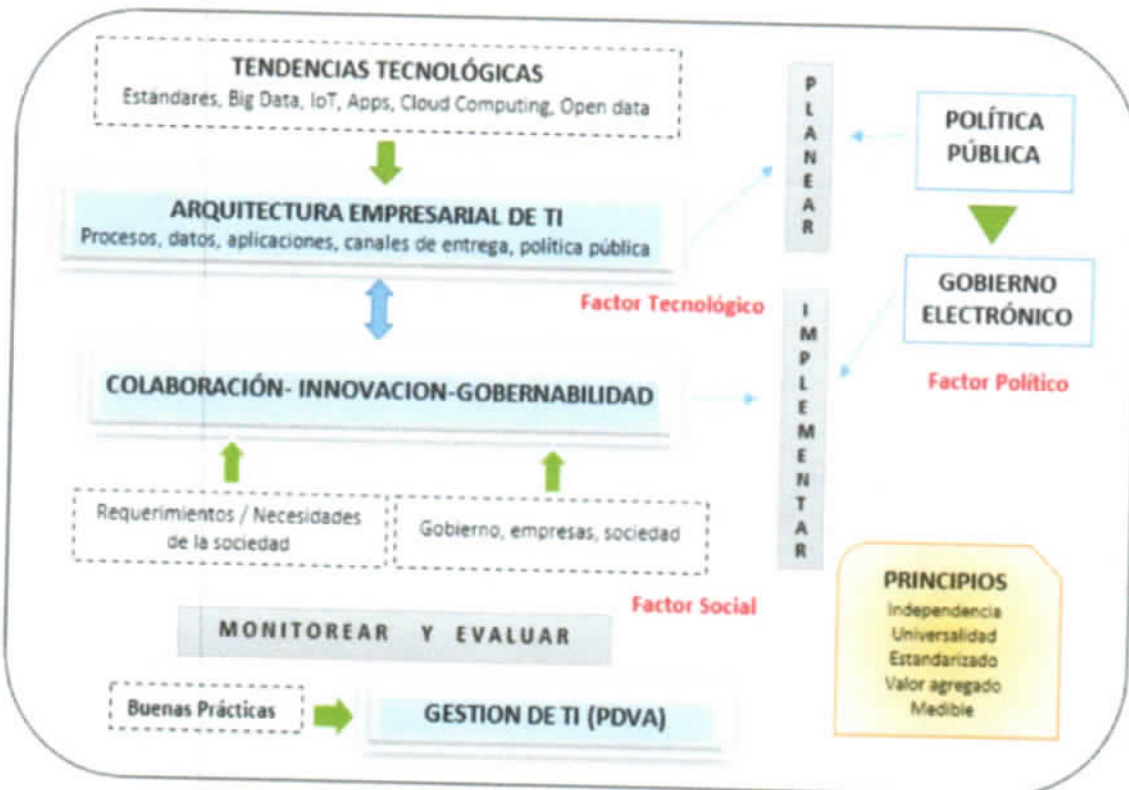 TENDENCIAS TECNOLÓGICAS
Estándares, Big Data, IoT, Apps, Cloud Computing, Open data
ARQUITECTURA EMPRESARIAL DE TI
Procesos, datos, aplicaciones, canales de entrega, política pública
Factor Tecnológico
COLABORACIÓN- INNOVACION-GOBERNABILIDAD
Requerimientos / Necesidades
de la sociedad
Gobierno, empresas, sociedad
Factor Social
MONITOREAR Y EVALUAR
Buenas Prácticas
GESTION DE TI (PDVA)
PLANEAR
IMPLEMENTAR
POLÍTICA
PÚBLICA
GOBIERNO
ELECTRÓNICO
Factor Político
PRINCIPIOS
Independencia
Universalidad
Estandarizado
Valor agregado
Medible